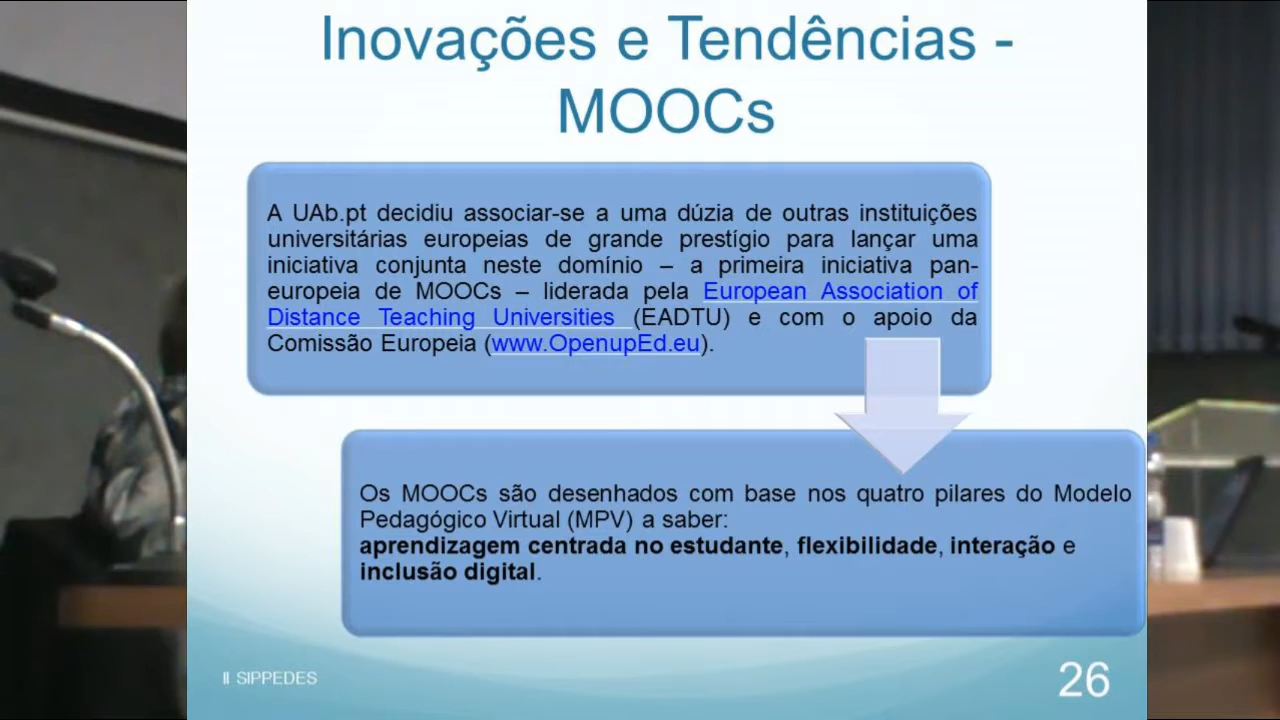 Inovações e Tendências -
MOOCs
A UAb.pt decidiu associar-se a uma dúzia de outras instituições
universitárias europeias de grande prestígio para lançar uma
iniciativa conjunta neste domínio – a primeira iniciativa pan-
europeia de MOOCs – liderada pela European Association of
Distance Teaching Universities (EADTU) e com o apoio da
Comissão Europeia (www.OpenupEd.eu).
Os MOOCs são desenhados com base nos quatro pilares do Modelo
Pedagógico Virtual (MPV) a saber:
aprendizagem centrada no estudante, flexibilidade, interação e
inclusão digital.
II SIPPEDES
26